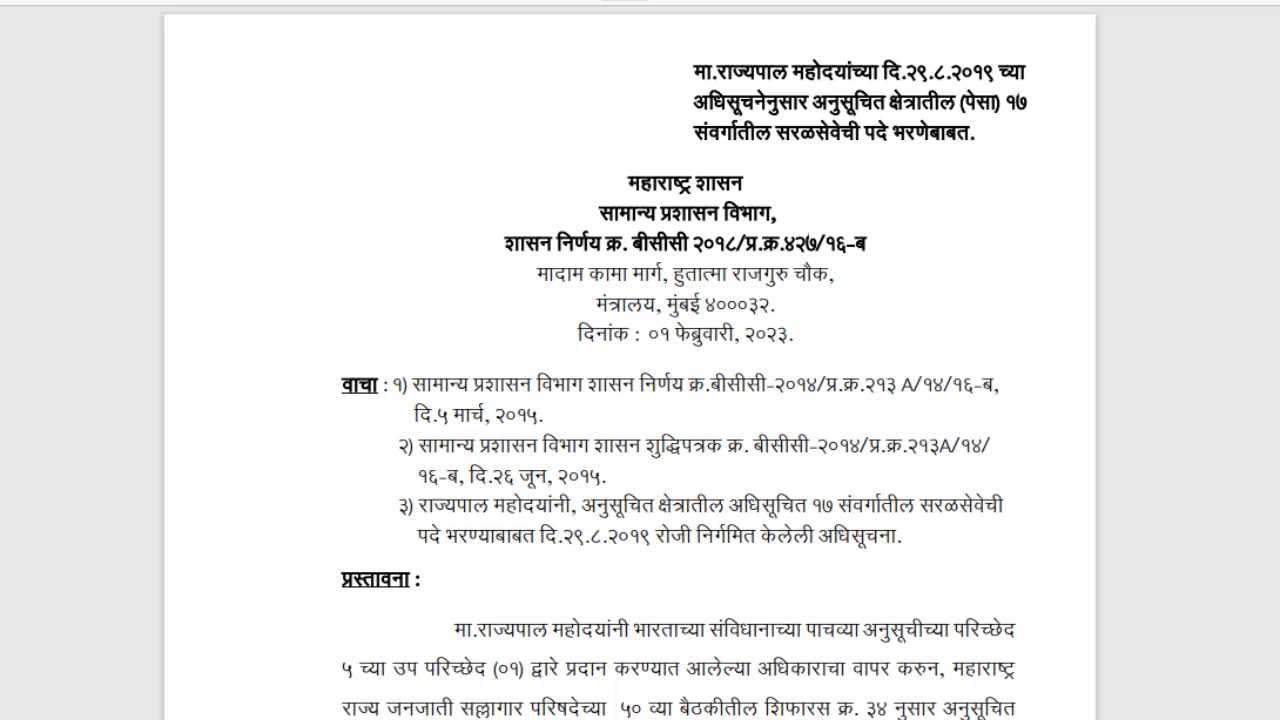 मा.राज्यपाल महोदयांच्या दि.२९.८.२०१९ च्या
अधिसूचनेनुसार अनुसूचित क्षेत्रातील (पेसा) १७
संवर्गातील सरळसेवेची पदे भरणेबाबत.
महाराष्ट्र शासन
सामान्य प्रशासन विभाग,
शासन निर्णय क्र. बीसीसी २०१८/प्र.क्र.४२७/१६-ब
मादाम कामा मार्ग, हुतात्मा राजगुरु चौक,
मंत्रालय, मुंबई ४०००३२.
दिनांक : ०१ फेब्रुवारी, २०२३.
वाचा : १) सामान्य प्रशासन विभाग शासन निर्णय क्र.बीसीसी-२०१४/प्र.क्र.२१३ A/१४/१६-ब,
दि.५ मार्च, २०१५.
२) सामान्य प्रशासन विभाग शासन शुद्धिपत्रक क्र. बीसीसी-२०१४/प्र.क्र.२१३A/१४/
१६-ब, दि.२६ जून, २०१५.
३) राज्यपाल महोदयांनी, अनुसूचित क्षेत्रातील अधिसूचित १७ संवर्गातील सरळसेवेची
पदे भरण्याबाबत दि.२९.८.२०१९ रोजी निर्गमित केलेली अधिसूचना.
प्रस्तावना :
मा.राज्यपाल महोदयांनी भारताच्या संविधानाच्या पाचव्या अनुसूचीच्या परिच्छेद
५ च्या उप परिच्छेद (०१) द्वारे प्रदान करण्यात आलेल्या अधिकाराचा वापर करुन, महाराष्ट्र
राज्य जनजाती सल्लागार परिषदेच्या ५० व्या बैठकीतील शिफारस क्र. ३४ नुसार अनुसूचित